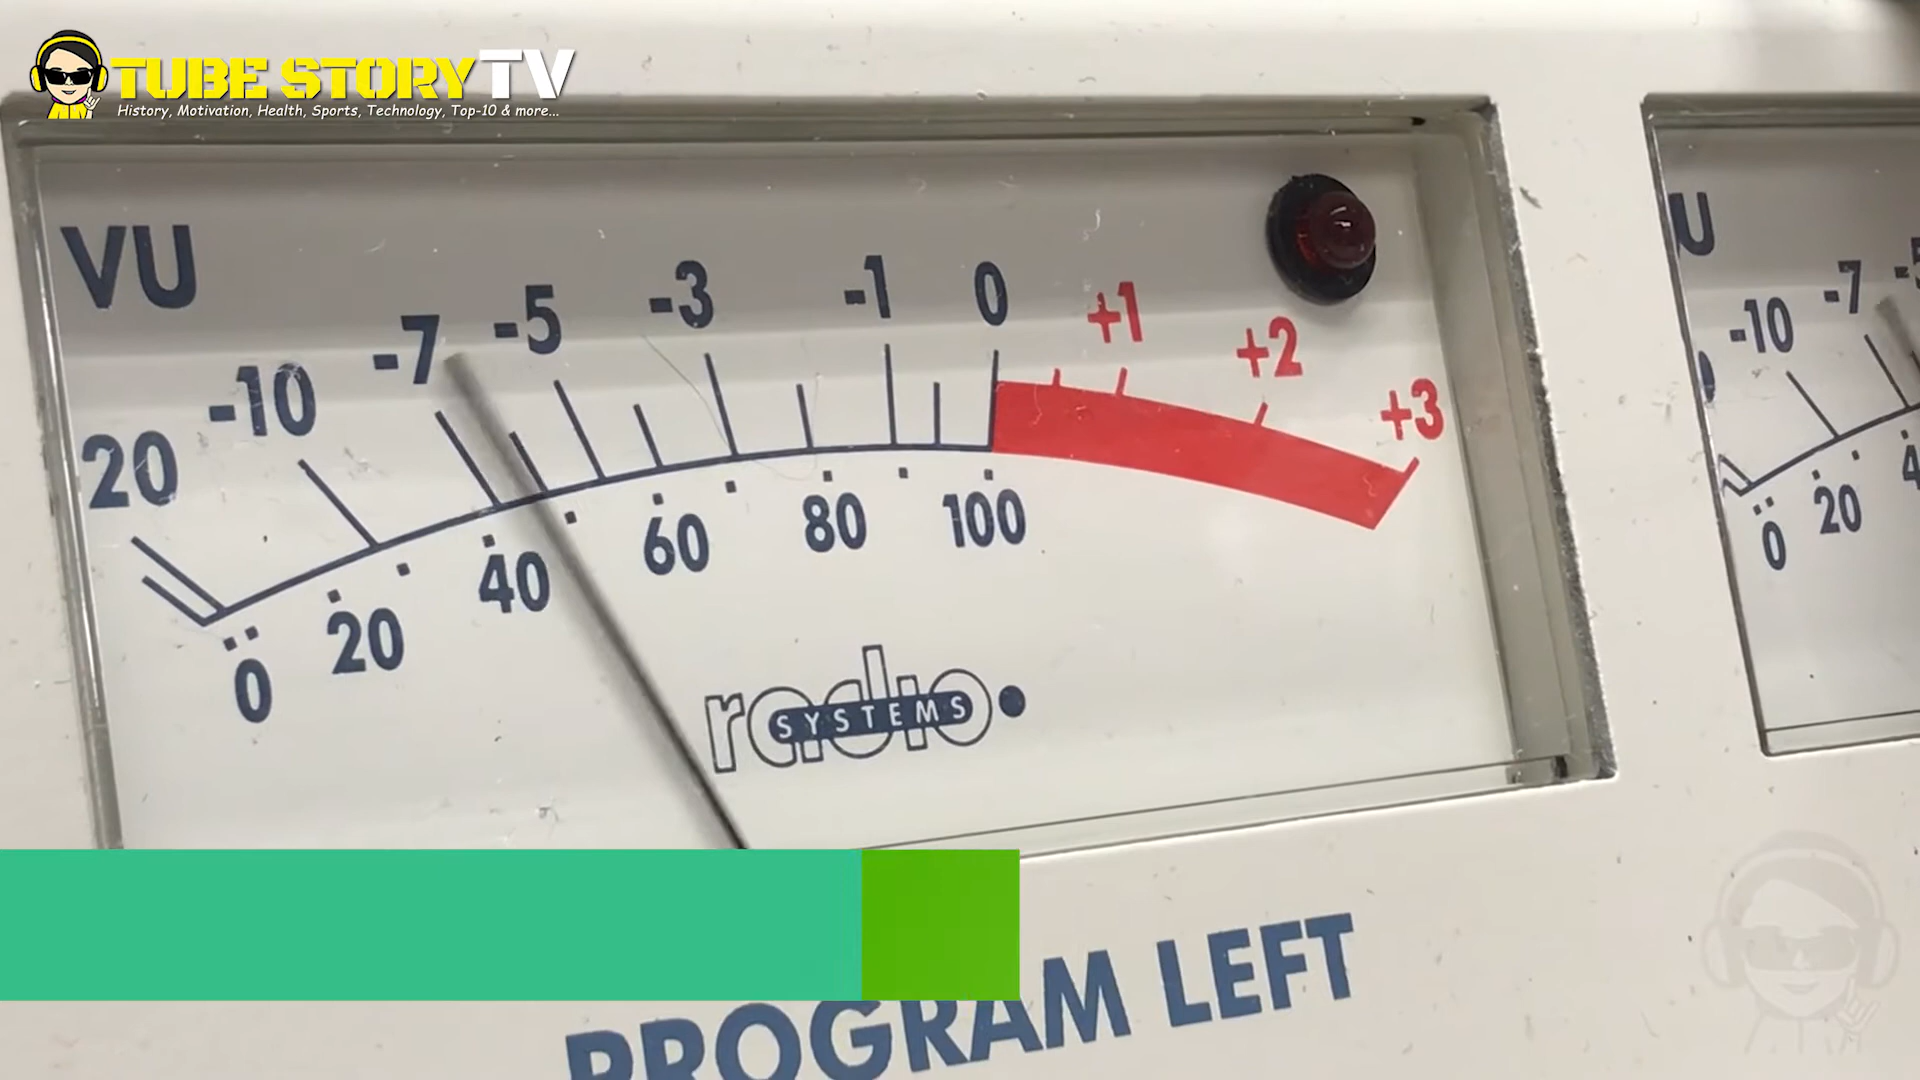 TUBE STORY TV
History, Motivation, Health, Sports, Technology, Top-10 & more...
VU
20 -10 -7 -5 -3 -1 0 +1 +2 +3
0 20 40 60 80 100
radio
SYSTEMS
PROGRAM LEFT
U
-10 -7
0 20